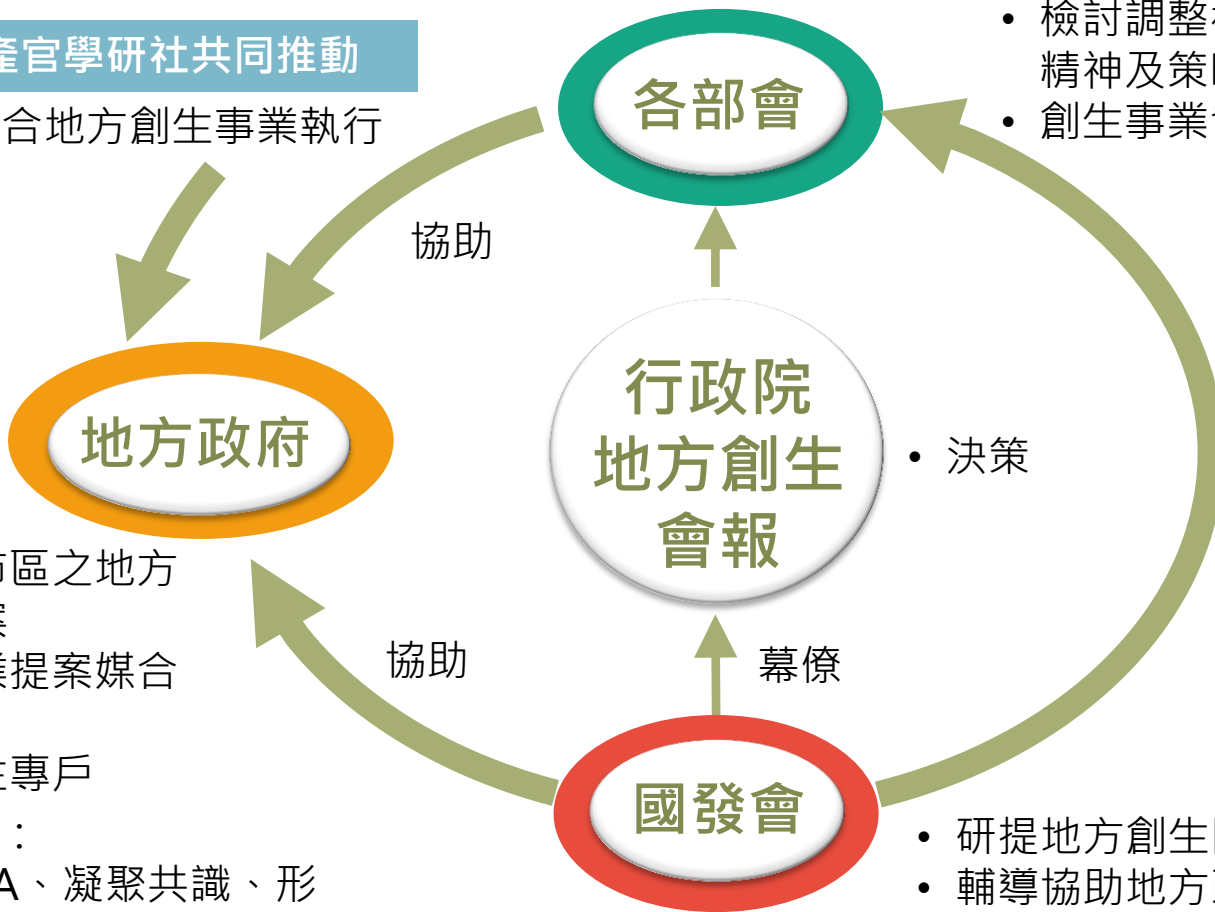 產官學研社共同推動
合地方創生事業執行
• 檢討調整
精神及策
• 創生事業
各部會
協助
行政院
地方創生
會報
• 決策
地方政府
區之地方
案
業提案媒合
專戶
：
A、凝聚共識、形
協助
幕僚
國發會
• 研提地方創生
• 輔導協助地方